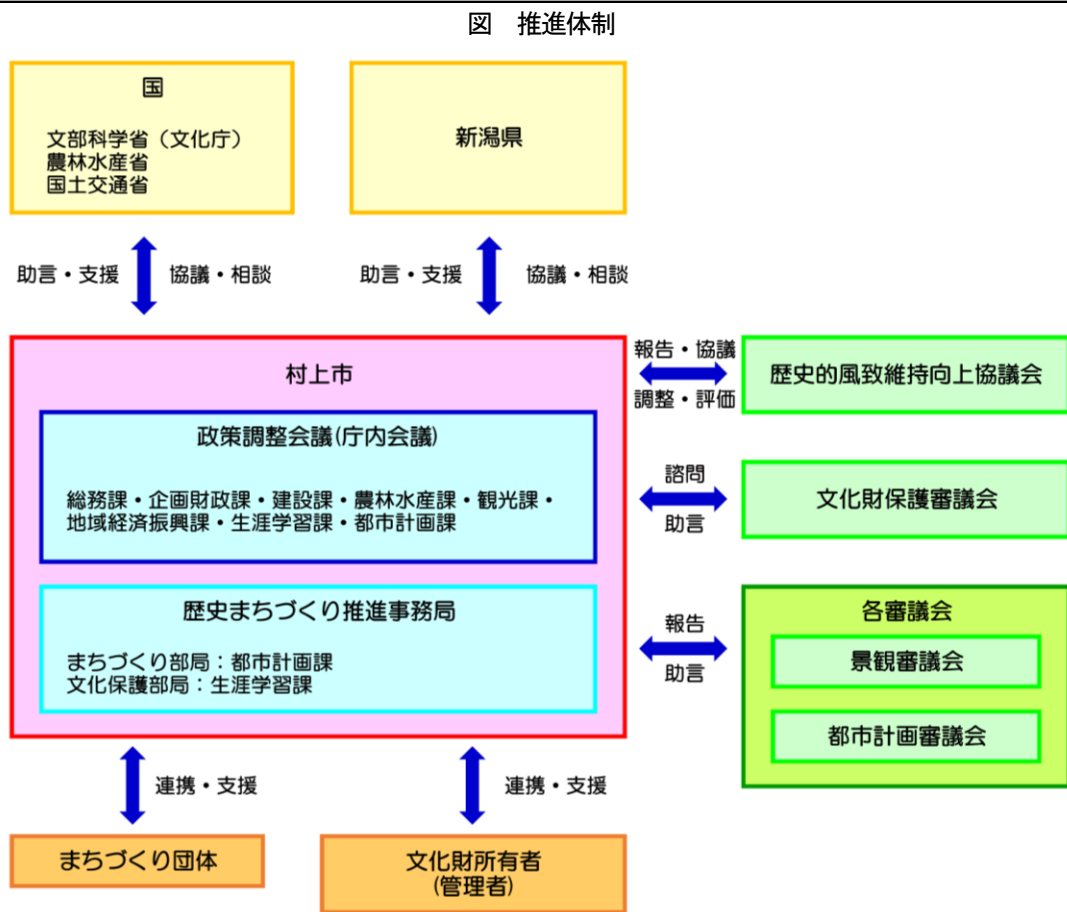 図　推進体制
国
文部科学省（文化庁）
農林水産省
国土交通省
新潟県
助言・支援
協議・相談
助言・支援
協議・相談
村上市
政策調整会議(庁内会議)
総務課・企画財政課・建設課・農林水産課・観光課・
地域経済振興課・生涯学習課・都市計画課
歴史まちづくり推進事務局
まちづくり部局：都市計画課
文化保護部局：生涯学習課
報告・協議
調整・評価
歴史的風致維持向上協議会
諮問
助言
文化財保護審議会
報告
助言
各審議会
景観審議会
都市計画審議会
連携・支援
連携・支援
まちづくり団体
文化財所有者
(管理者)